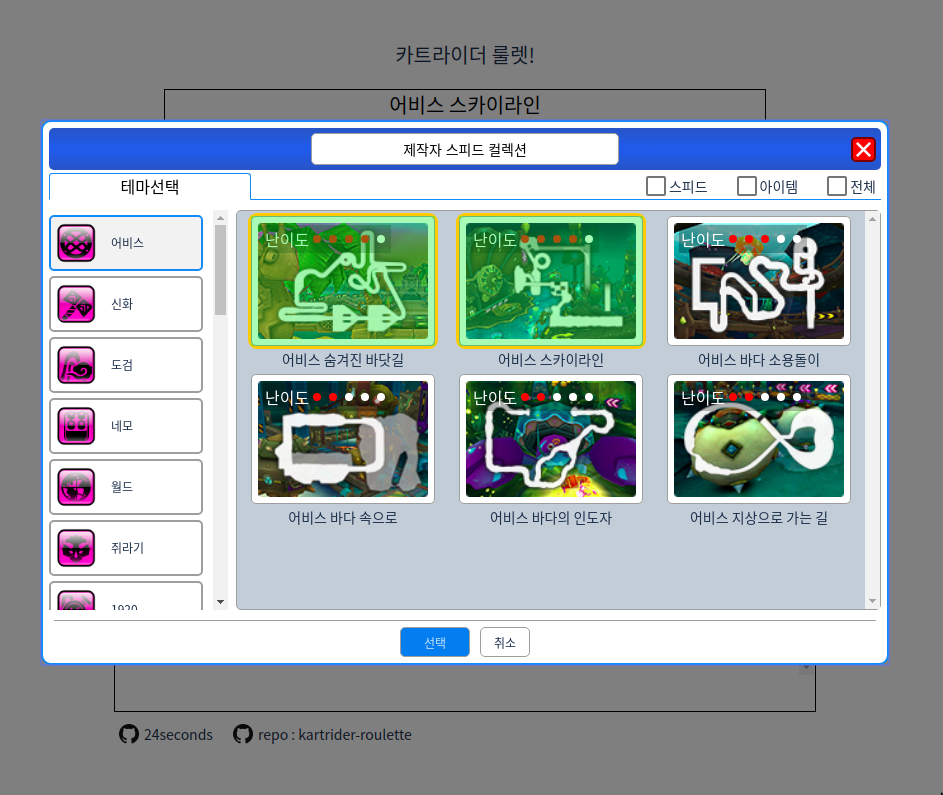 카트라이더 룰렛!
어비스 스카이라인
제작자 스피드 컬렉션
테마선택
스피드
아이템
전체
어비스
신화
도검
네모
월드
쥐라기
1920
난이도
난이도
난이도
어비스 숨겨진 바닷길
어비스 스카이라인
어비스 바다 소용돌이
난이도
난이도
난이도
어비스 바다 속으로
어비스 바다의 인도자
어비스 지상으로 가는 길
선택
취소
24seconds
repo : kartrider-roulette